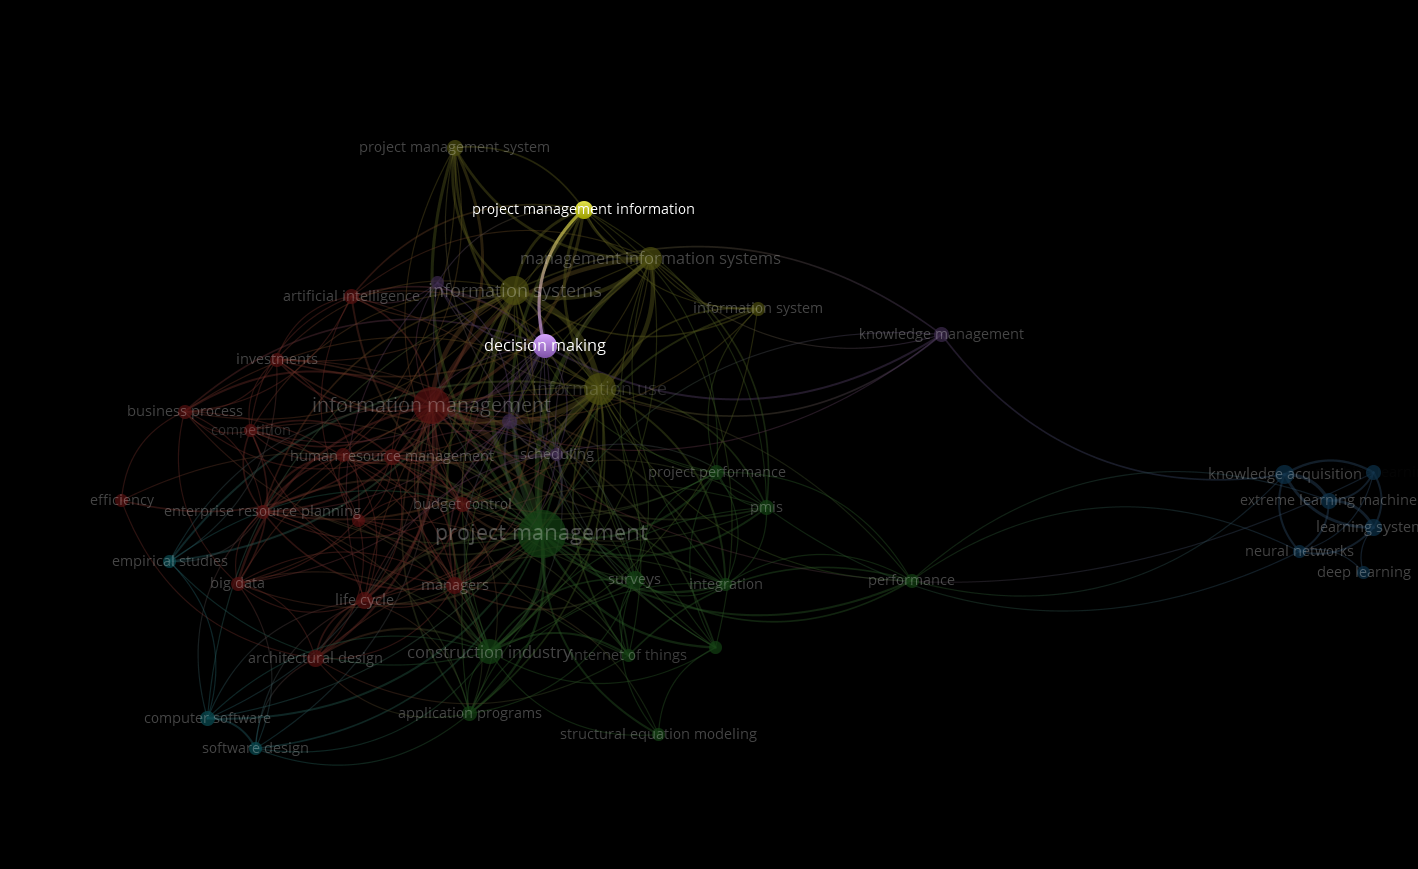 project management system
project management information
management information systems
artificial intelligence
information systems
information system
knowledge management
decision making
investments
information use
information management
business process
competition
human resource management
scheduling
project performance
knowledge acquisition
efficiency
enterprise resource planning
budget control
pmis
extreme learning machine
project management
learning system
empirical studies
neural networks
big data
managers
surveys
integration
performance
deep learning
life cycle
architectural design
construction industry
internet of things
computer software
application programs
software design
structural equation modeling